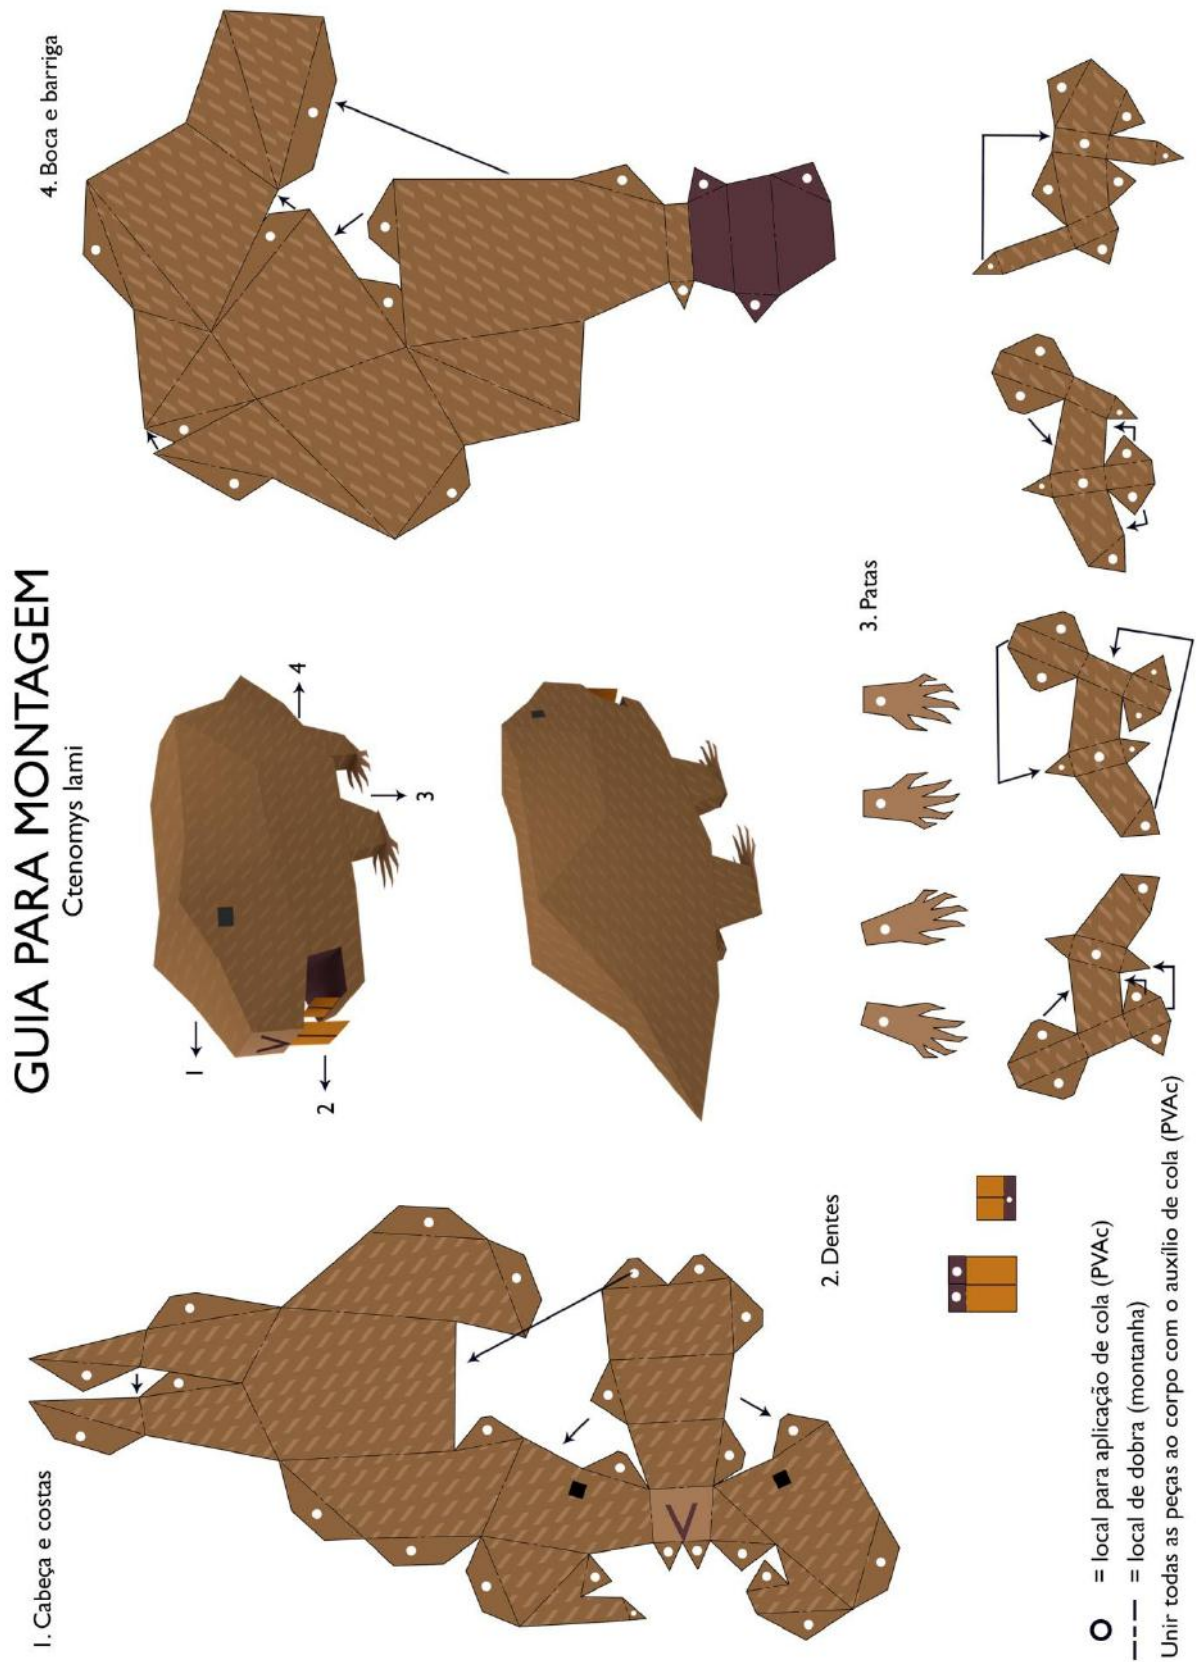 GUIA PARA MONTAGEM
Ctenomys lami
1. Cabeça e costas
4. Boca e barriga
1
4
2
3
2. Dentes
3. Patas
= local para aplicação de cola (PVAc)
= local de dobra (montanha)
Unir todas as peças ao corpo com o auxílio de cola (PVAc)